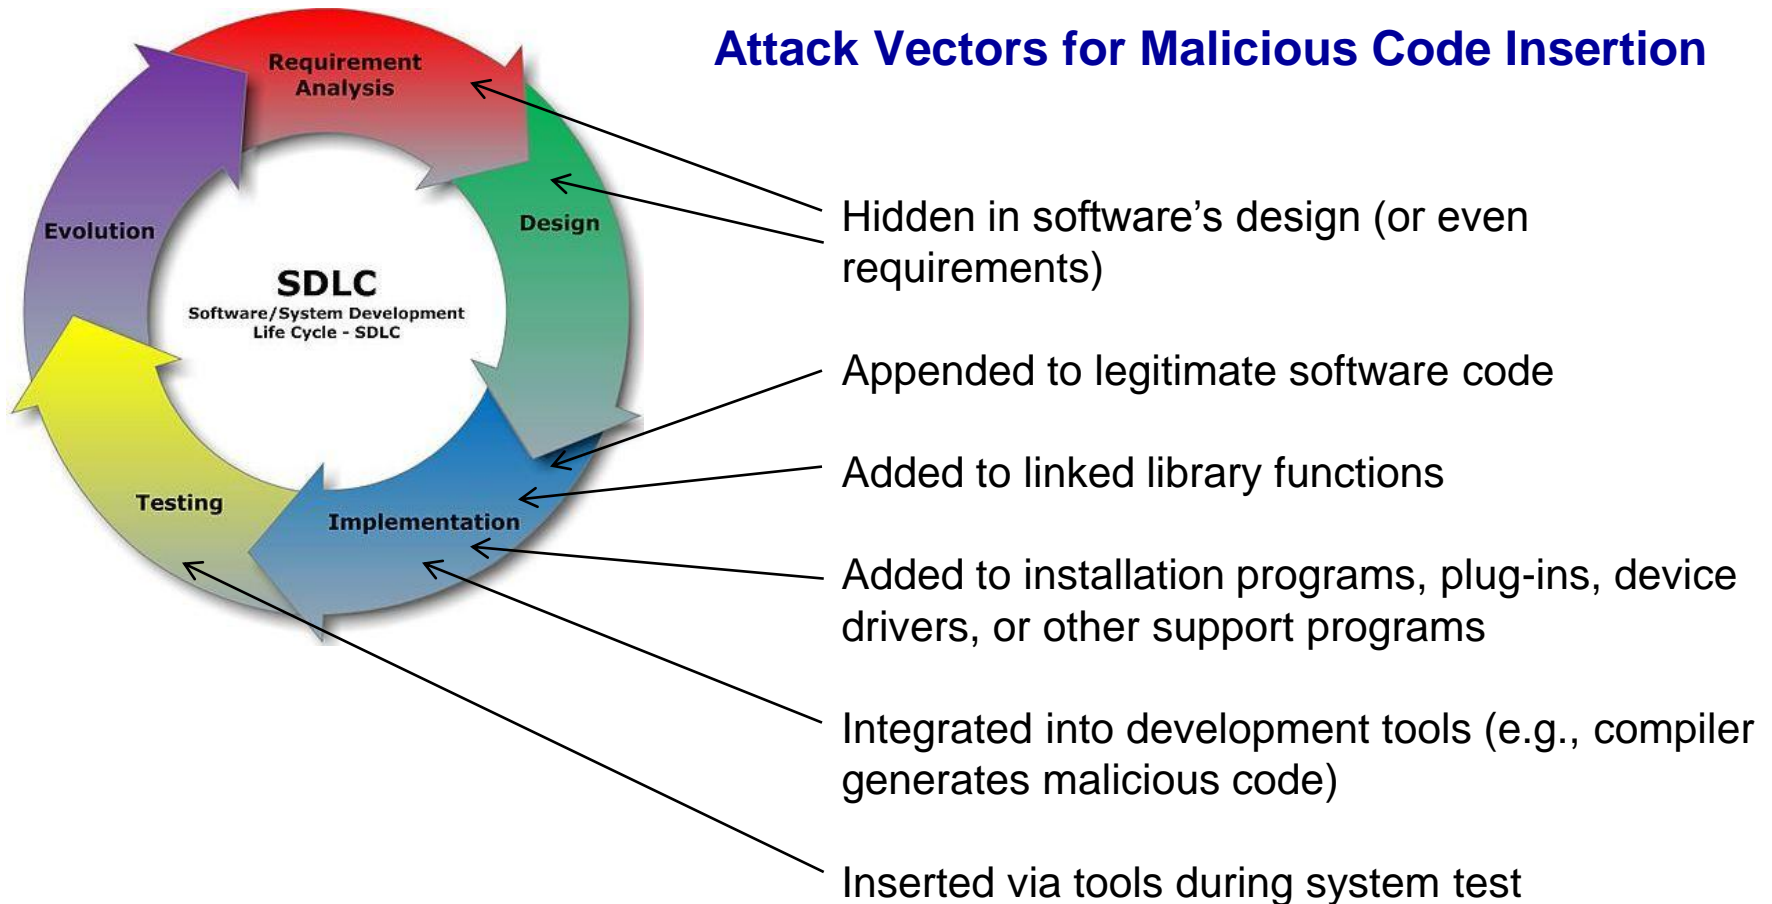 Attack Vectors for Malicious Code Insertion
Requirement
Analysis
Design
Evolution
SDLC
Software/System Development
Life Cycle - SDLC
Testing
Implementation
Hidden in software’s design (or even
requirements)
Appended to legitimate software code
Added to linked library functions
Added to installation programs, plug-ins, device
drivers, or other support programs
Integrated into development tools (e.g., compiler
generates malicious code)
Inserted via tools during system test